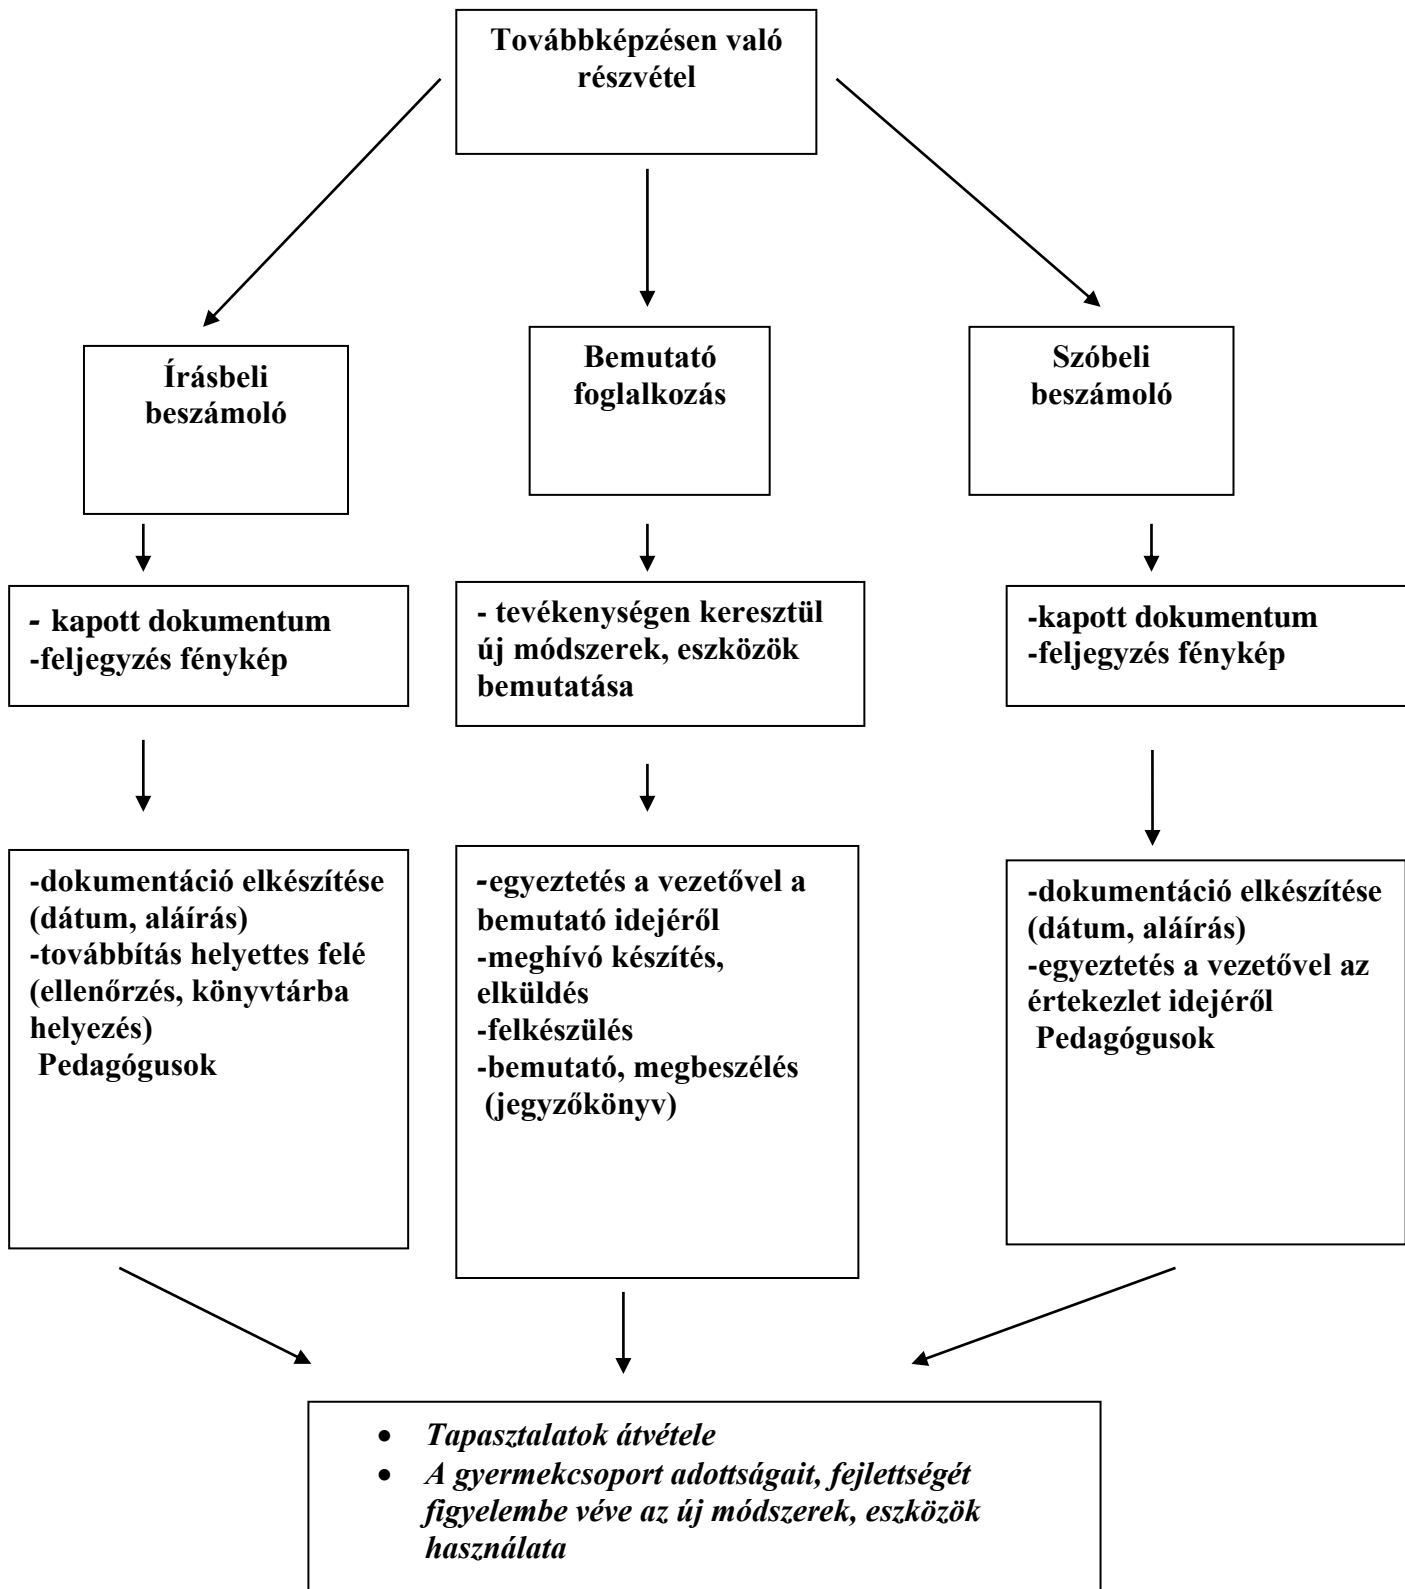 Továbbképzésen való
részvétel
Írásbeli
beszámoló
Bemutató
foglalkozás
Szóbeli
beszámoló
- kapott dokumentum
-feljegyzés fénykép
- tevékenységen keresztül
új módszerek, eszközök
bemutatása
-kapott dokumentum
-feljegyzés fénykép
-dokumentáció elkészítése
(dátum, aláírás)
-továbbítás helyettes felé
(ellenőrzés, könyvtárba
helyezés)
Pedagógusok
-egyeztetés a vezetővel a
bemutató idejéről
-meghívó készítés,
elküldés
-felkészülés
-bemutató, megbeszélés
(jegyzőkönyv)
-dokumentáció elkészítése
(dátum, aláírás)
-egyeztetés a vezetővel az
értekezlet idejéről
Pedagógusok
• Tapasztalatok átvétele
• A gyermekcsoport adottságait, fejlettségét
figyelembe véve az új módszerek, eszközök
használata